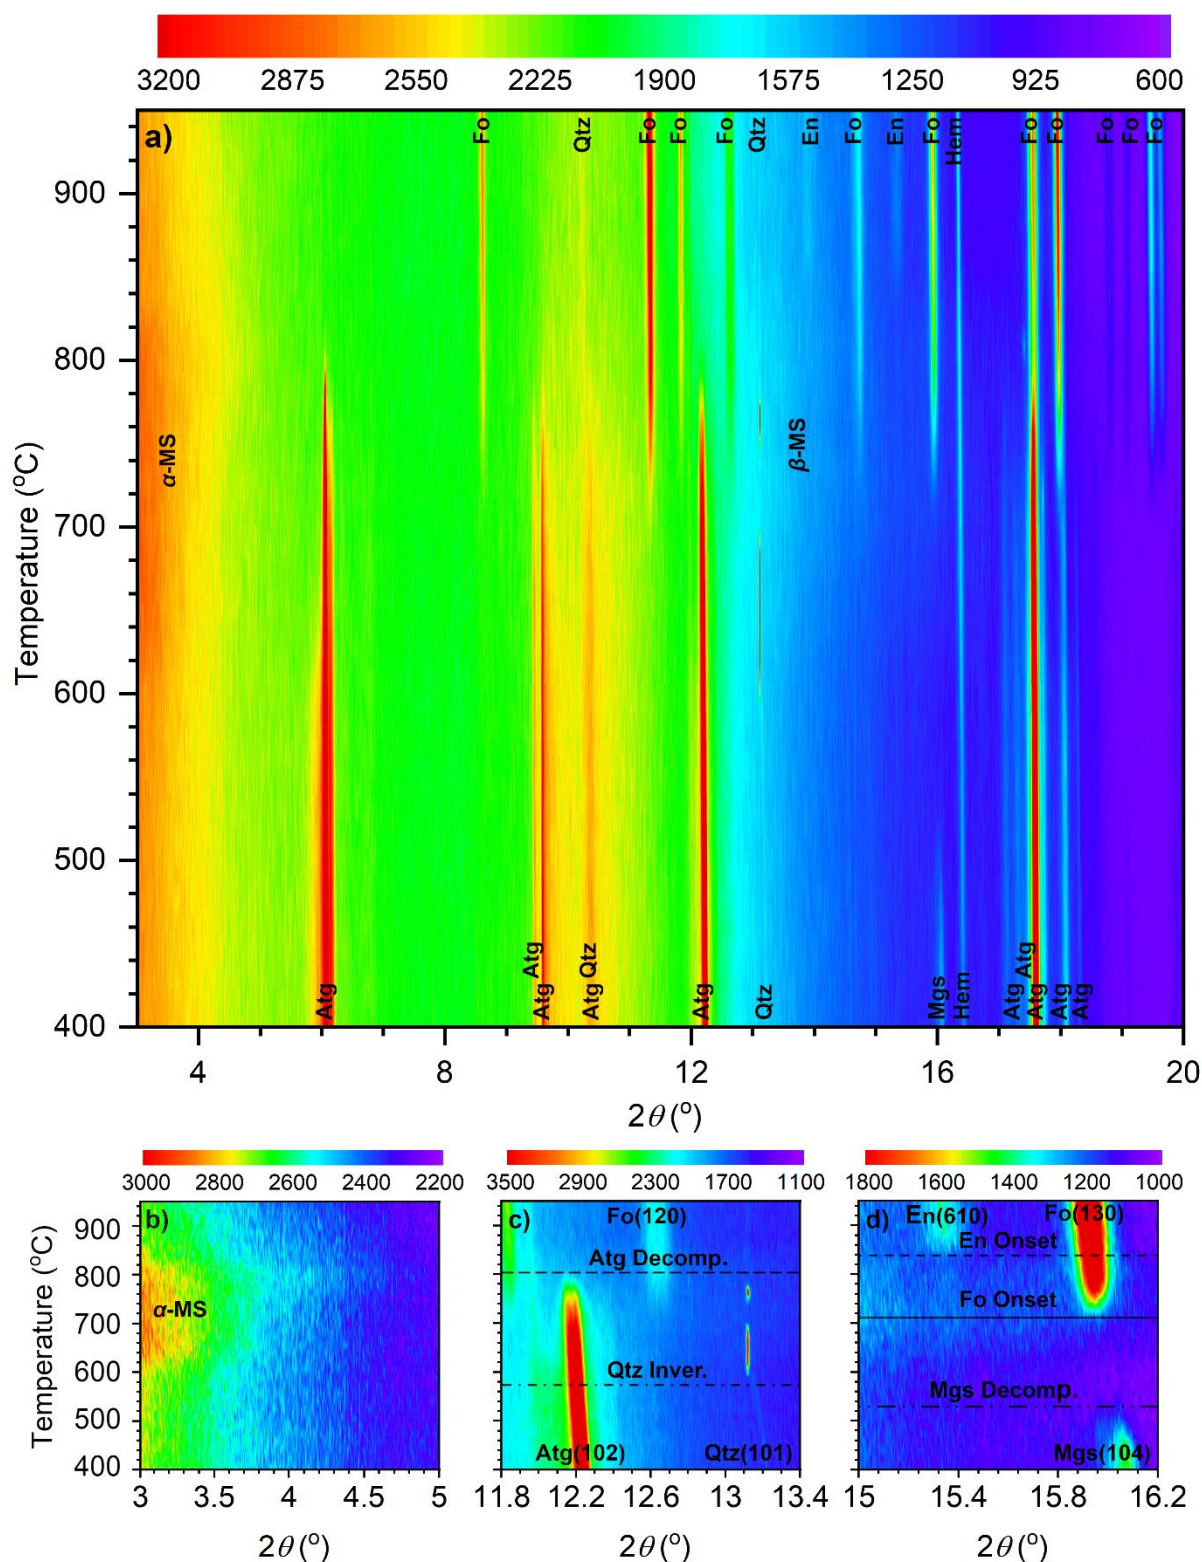 3200 2875 2550 2225 1900 1575 1250 925 600
a)
Fo Qtz Fo Fo Fo Qtz En Fo En Fo Hem Fo Fo Fo Fo Fo
900
800
α-MS β-MS
700
600
500
400
Temperature (°C)
Atg Qtz Atg
Atg Atg Atg Atg Qtz Mgs Hem Atg Atg Atg Atg
4 8 12 16 20
2θ (°)
3000 2800 2600 2400 2200
b)
900
800
α-MS
700
600
500
400
Temperature (°C)
3 3.5 4 4.5 5
2θ (°)
3500 2900 2300 1700 1100
c)
Fo(120)
Atg Decomp.
Qtz Inver.
Atg(102) Qtz(101)
11.8 12.2 12.6 13 13.4
2θ (°)
1800 1600 1400 1200 1000
d)
En(610) Fo(130)
En Onset
Fo Onset
Mgs Decomp.
Mgs(104)
15 15.4 15.8 16.2
2θ (°)